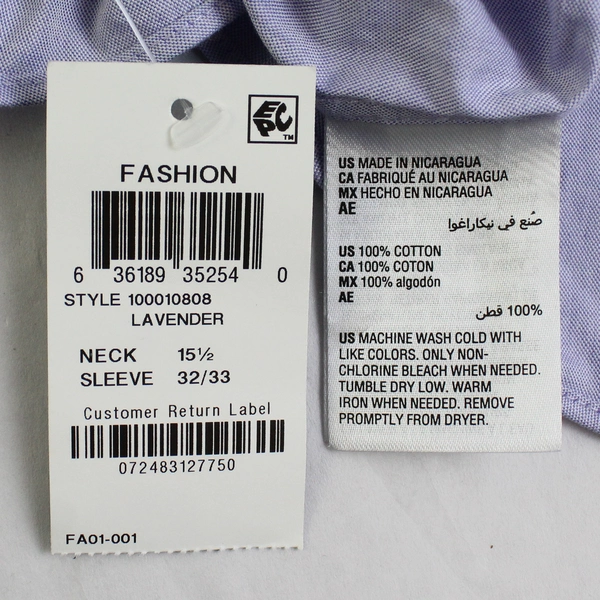 EPC
TM
FASHION
6 36189 35254 0
STYLE 100010808
LAVENDER
NECK 15½
SLEEVE 32/33
Customer Return Label
072483127750
FA01-001
US MADE IN NICARAGUA
CA FABRIQUÉ AU NICARAGUA
MX HECHO EN NICARAGUA
AE
صُنع في نيكاراغوا
US 100% COTTON
CA 100% COTON
MX 100% algodón
AE
100% قطن
US MACHINE WASH COLD WITH
LIKE COLORS. ONLY NON-
CHLORINE BLEACH WHEN NEEDED.
TUMBLE DRY LOW. WARM
IRON WHEN NEEDED. REMOVE
PROMPTLY FROM DRYER.